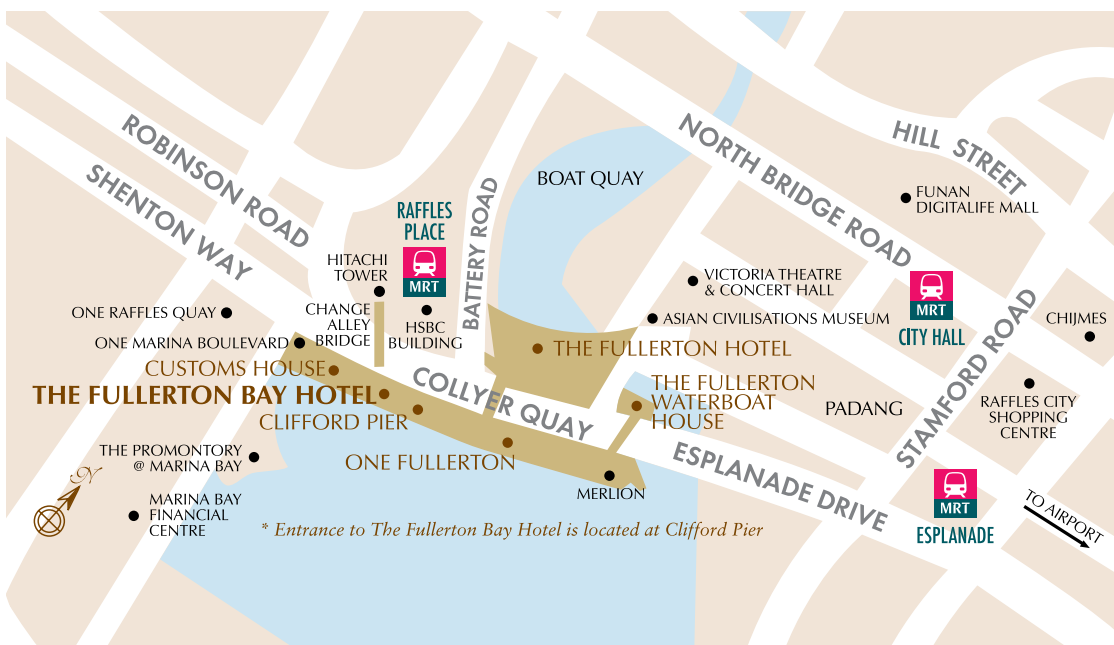 ROBINSON ROAD
SHENTON WAY
NORTH BRIDGE ROAD
HILL STREET
BOAT QUAY
FUNAN
DIGITALIFE MALL
RAFFLES
PLACE
MRT
BATTERY ROAD
HITACHI
TOWER
VICTORIA THEATRE
& CONCERT HALL
MRT
CITY HALL
STAMFORD ROAD
CHIJMES
ONE RAFFLES QUAY
CHANGE
ALLEY
BRIDGE
HSBC
BUILDING
ASIAN CIVILISATIONS MUSEUM
ONE MARINA BOULEVARD
THE FULLERTON HOTEL
CUSTOMS HOUSE
THE FULLERTON BAY HOTEL
COLLYER QUAY
THE FULLERTON
WATERBOAT
HOUSE
PADANG
RAFFLES CITY
SHOPPING
CENTRE
CLIFFORD PIER
THE PROMONTORY
@ MARINA BAY
ONE FULLERTON
ESPLANADE DRIVE
MERLION
N
MARINA BAY
FINANCIAL
CENTRE
MRT
ESPLANADE
TO AIRPORT
* Entrance to The Fullerton Bay Hotel is located at Clifford Pier